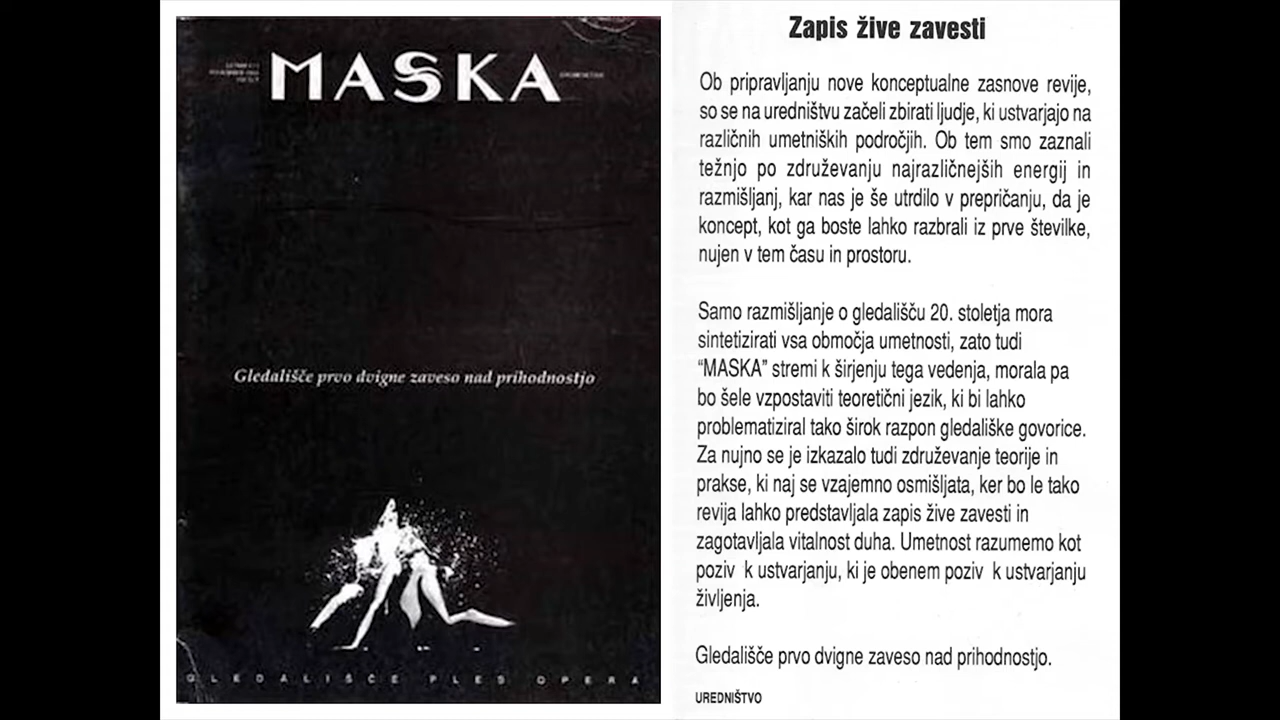 MASKA
Gledališče prvo dvigne zaveso nad prihodnostjo
GLEDALIŠČE PLES OPERA
Zapis žive zavesti
Ob pripravljanju nove konceptualne zasnove revije,
so se na uredništvu začeli zbirati ljudje, ki ustvarjajo na
različnih umetniških področjih. Ob tem smo zaznali
težnjo po združevanju najrazličnejših energij in
razmišljanj, kar nas je še utrdilo v prepričanju, da je
koncept, kot ga boste lahko razbrali iz prve številke,
nujen v tem času in prostoru.
Samo razmišljanje o gledališču 20. stoletja mora
sintetizirati vsa območja umetnosti, zato tudi
“MASKA” stremi k širjenju tega vedenja, morala pa
bo šele vzpostaviti teoretični jezik, ki bi lahko
problematiziral tako širok razpon gledališke govorice.
Za nujno se je izkazalo tudi združevanje teorije in
prakse, ki naj se vzajemno osmišljata, ker bo le tako
revija lahko predstavljala zapis žive zavesti in
zagotavljala vitalnost duha. Umetnost razumemo kot
poziv k ustvarjanju, ki je obenem poziv k ustvarjanju
življenja.
Gledališče prvo dvigne zaveso nad prihodnostjo.
UREDNIŠTVO